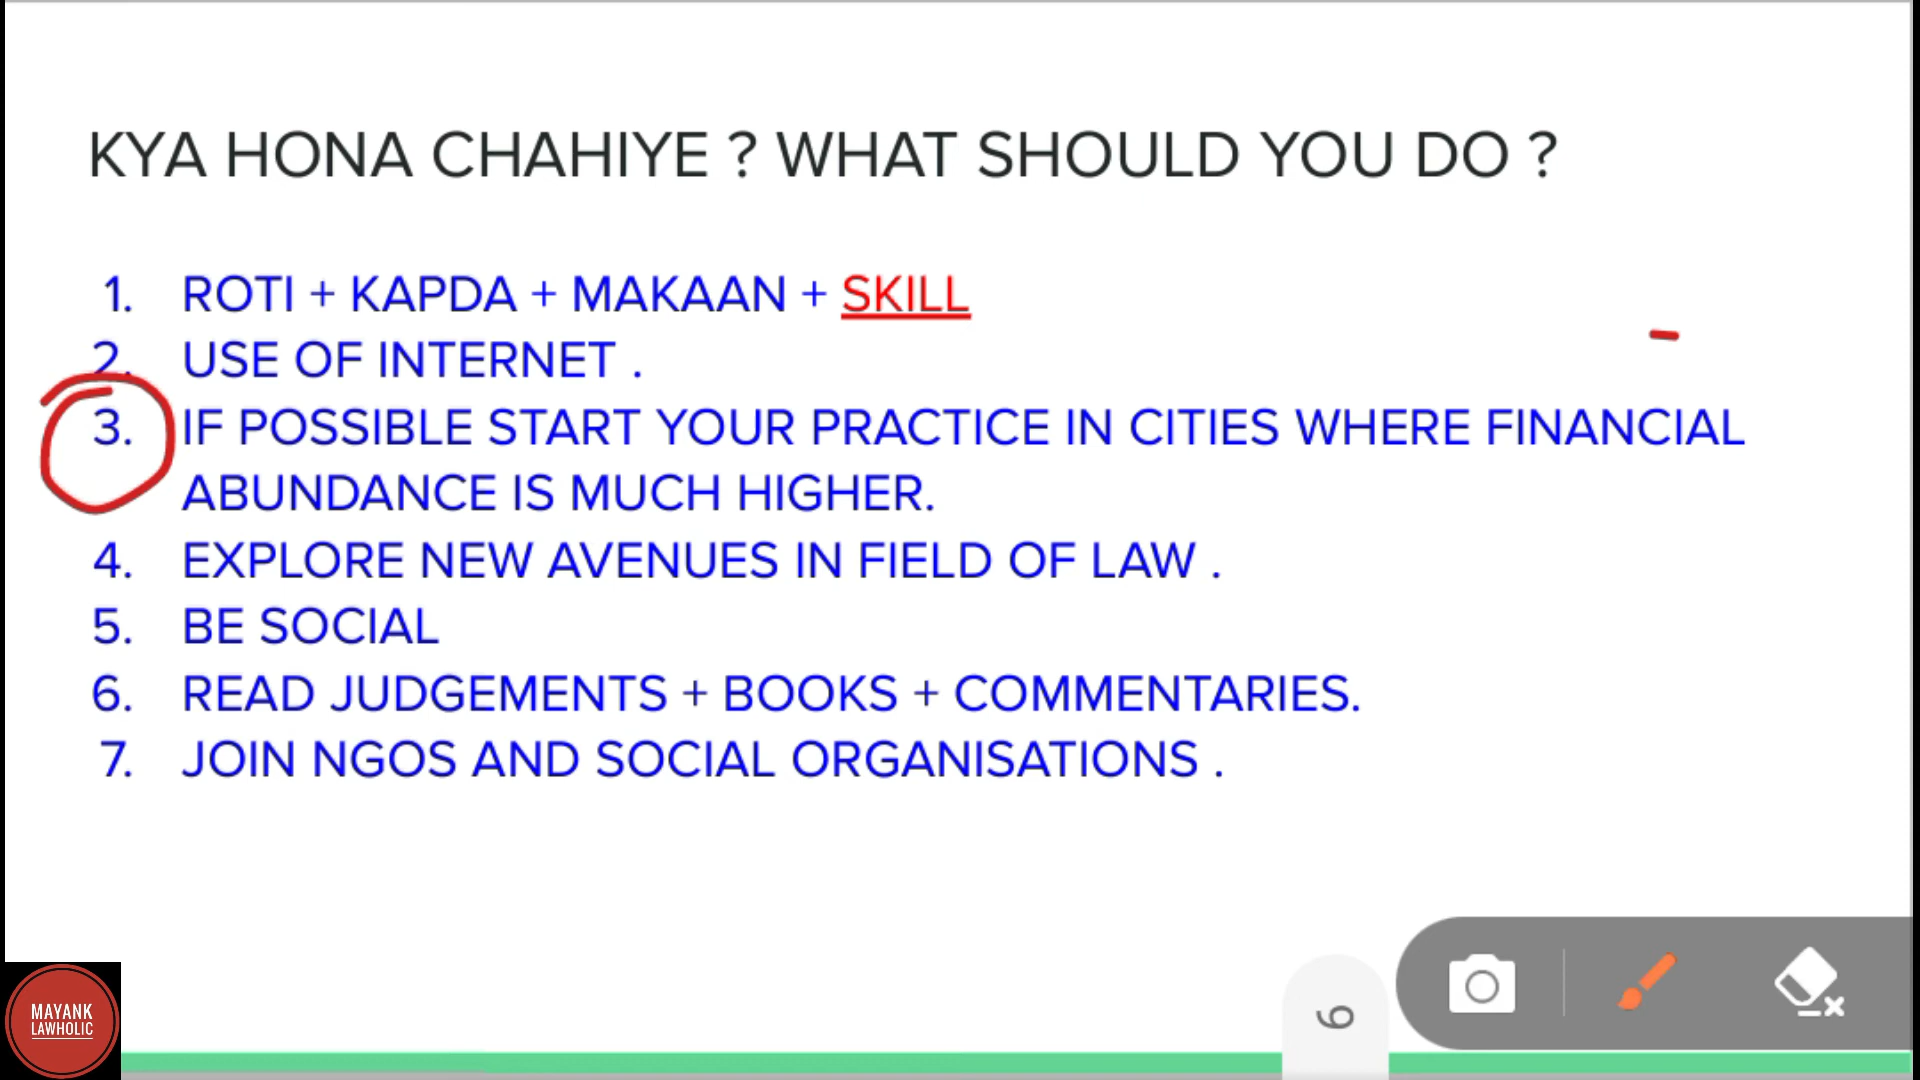 KYA HONA CHAHIYE ? WHAT SHOULD YOU DO ?
1. ROTI + KAPDA + MAKAAN + SKILL
2. USE OF INTERNET .
3. IF POSSIBLE START YOUR PRACTICE IN CITIES WHERE FINANCIAL
ABUNDANCE IS MUCH HIGHER.
4. EXPLORE NEW AVENUES IN FIELD OF LAW .
5. BE SOCIAL
6. READ JUDGEMENTS + BOOKS + COMMENTARIES.
7. JOIN NGOS AND SOCIAL ORGANISATIONS .
MAYANK
LAWHOLIC
9